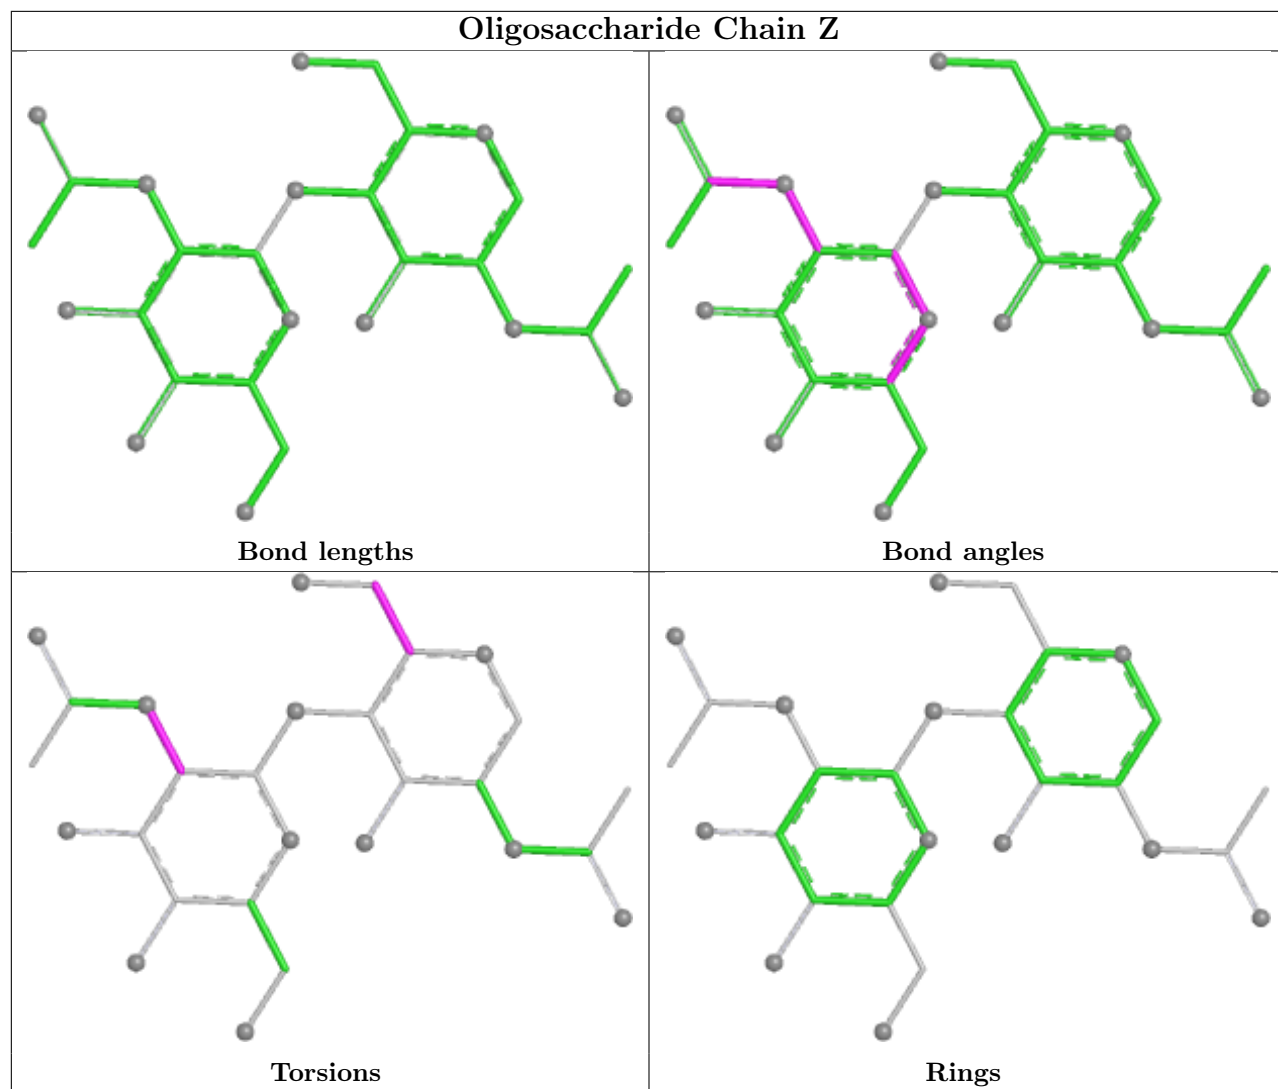 Oligosaccharide Chain Z
Bond lengths
Bond angles
Torsions
Rings